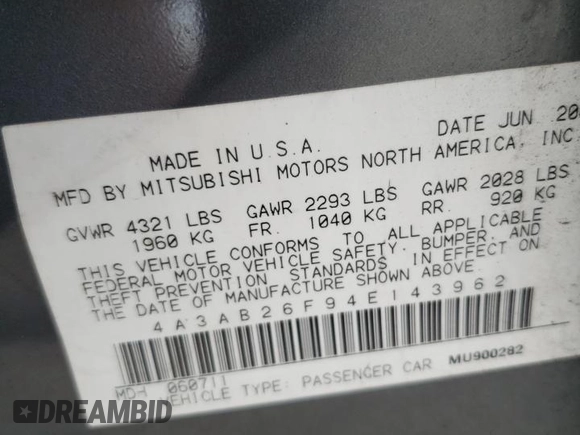 MADE IN U.S.A. DATE JUN
MFD BY MITSUBISHI MOTORS NORTH AMERICA, INC
GVWR 4321 LBS GAWR 2293 LBS GAWR 2028 LBS
1960 KG FR. 1040 KG RR. 920 KG
THIS VEHICLE CONFORMS TO ALL APPLICABLE
FEDERAL MOTOR VEHICLE SAFETY, BUMPER, AND
THEFT PREVENTION STANDARDS IN EFFECT ON
THE DATE OF MANUFACTURE SHOWN ABOVE
4A3AB26F94E143962
MDH 060711
VEHICLE TYPE: PASSENGER CAR MU900282
DREAMBID